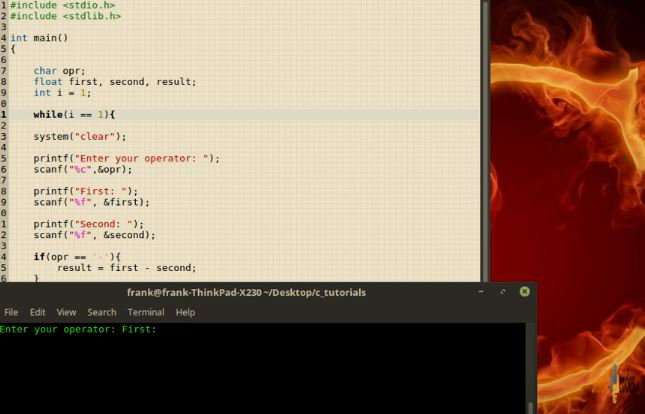 1 #include <stdio.h>
2 #include <stdlib.h>
3
4 int main()
5 {
6
7 char opr;
8 float first, second, result;
9 int i = 1;
0
1 while(i == 1){
2
3 system("clear");
4
5 printf("Enter your operator: ");
6 scanf("%c",&opr);
7
8 printf("First: ");
9 scanf("%f", &first);
0
1 printf("Second: ");
2 scanf("%f", &second);
3
4 if(opr == '-'){
5 result = first - second;
6 }
frank@frank-ThinkPad-X230 ~/Desktop/c_tutorials
File Edit View Search Terminal Help
Enter your operator: First: